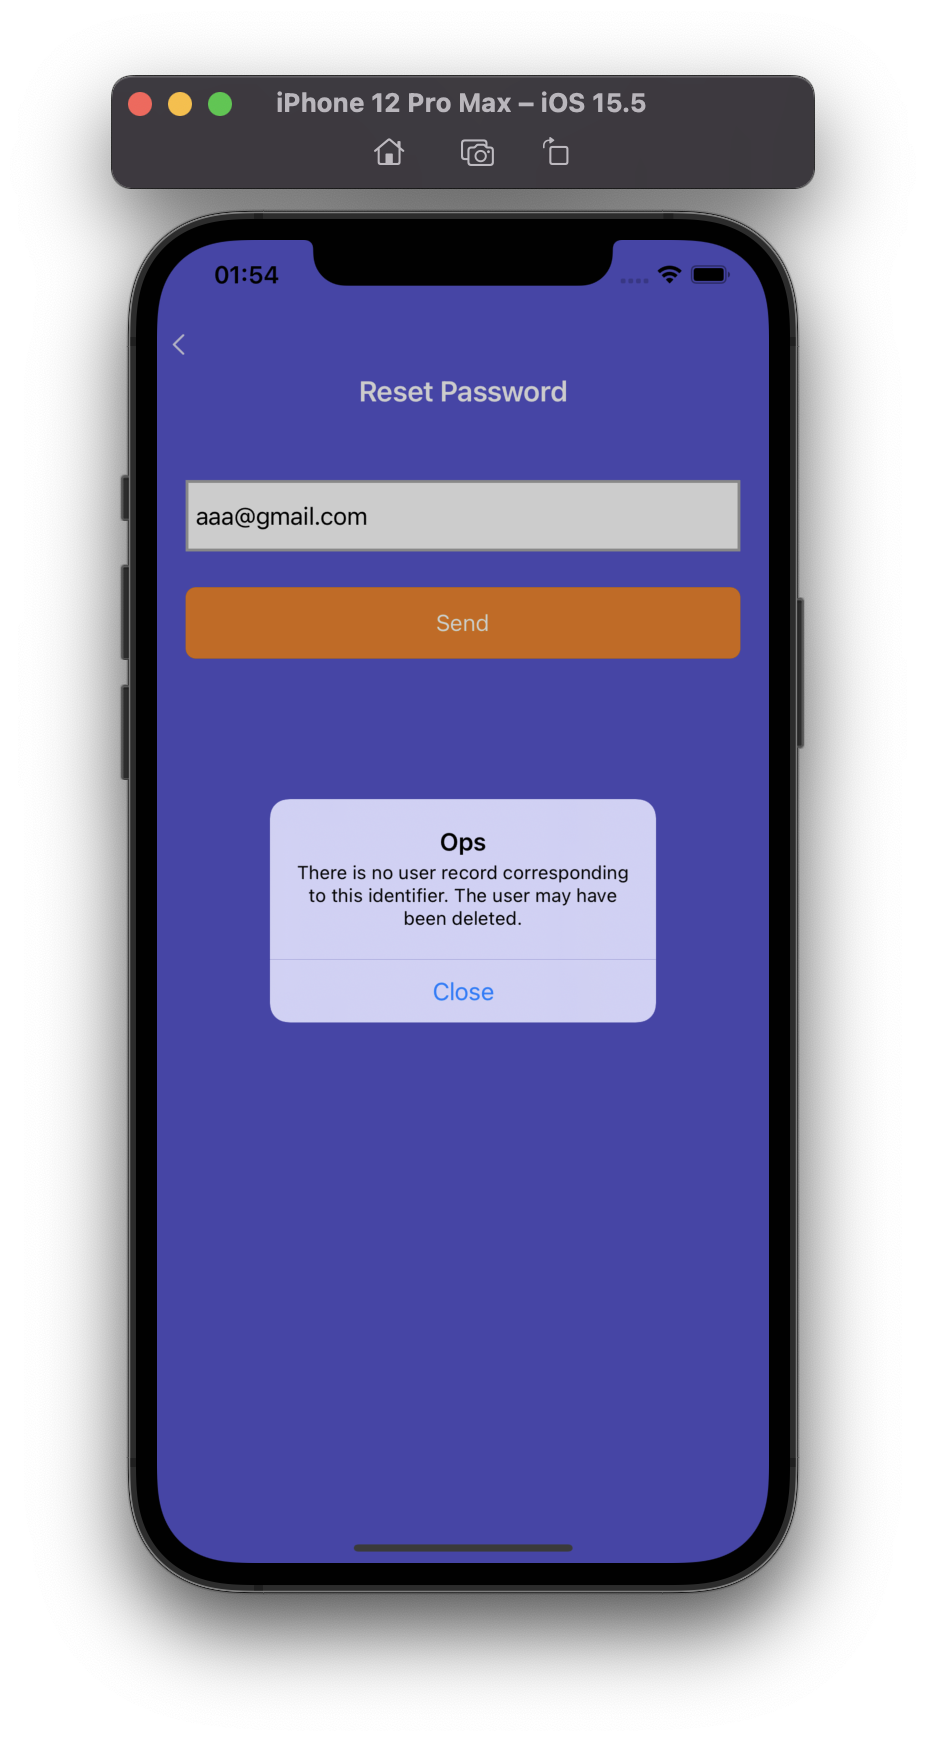 iPhone 12 Pro Max – iOS 15.5
01:54
Reset Password
aaa@gmail.com
Send
Ops
There is no user record corresponding
to this identifier. The user may have
been deleted.
Close